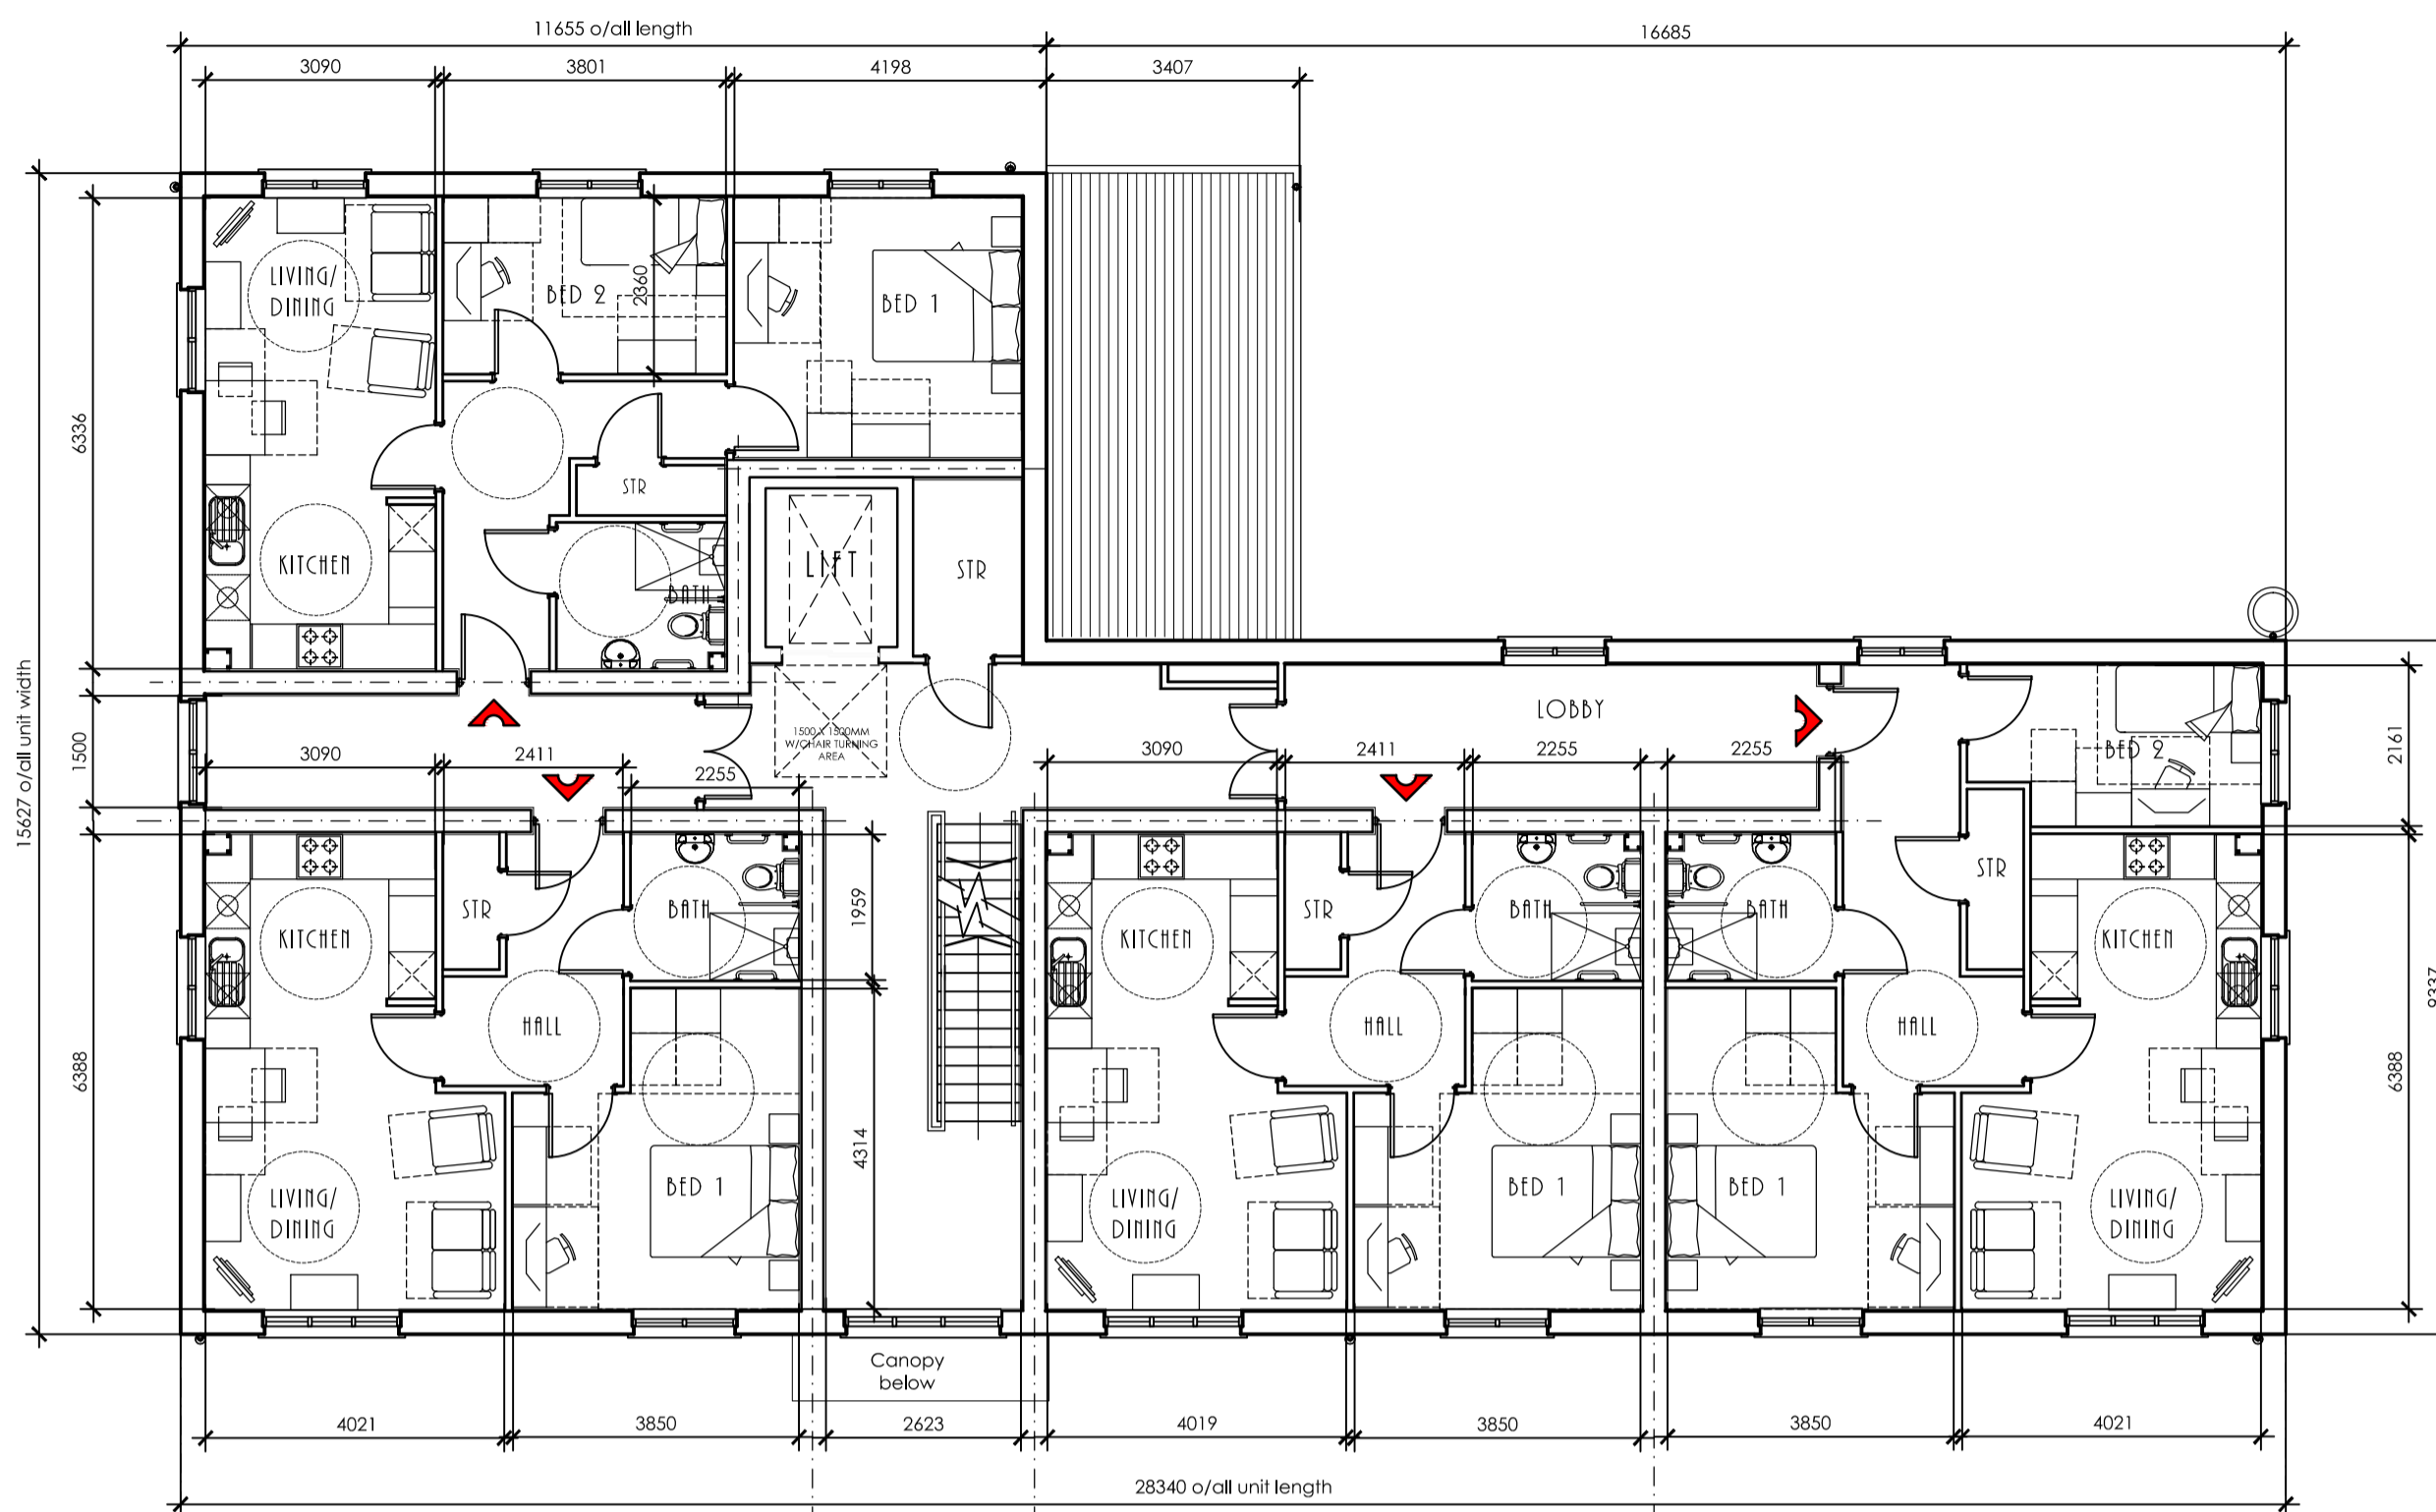 11655 o/all length
16685
3090
3801
4198
3407
LIVING/
DINING
BED 2
2360
BED 1
6336
STR
KITCHEN
BATH
LIFT
STR
15627 o/all unit width
1500
1500 X 1500MM
W/CHAIR TURNING
AREA
LOBBY
3090
2411
2255
3090
2411
2255
2255
BED 2
2161
STR
BATH
KITCHEN
1959
STR
BATH
KITCHEN
BATH
STR
KITCHEN
9337
HALL
HALL
HALL
6388
4314
6388
LIVING/
DINING
BED 1
LIVING/
DINING
BED 1
BED 1
LIVING/
DINING
Canopy
below
4021
3850
2623
4019
3850
3850
4021
28340 o/all unit length